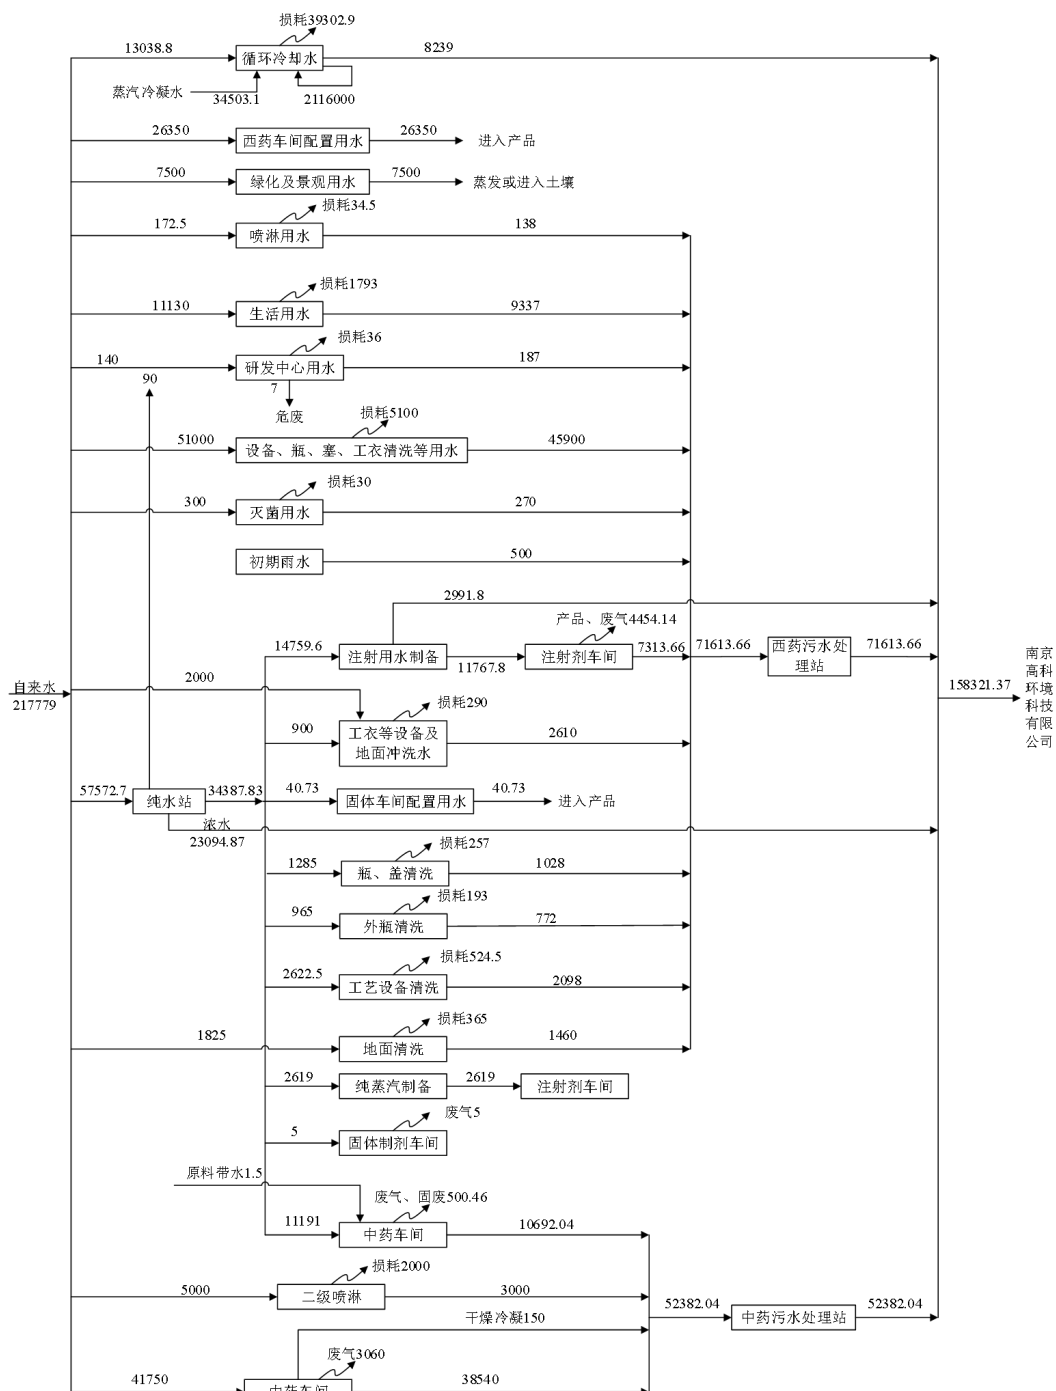 损耗39302.9
13038.8
循环冷却水
8239
蒸汽冷凝水
34503.1
2116000
26350
西药车间配置用水
26350
进入产品
7500
绿化及景观用水
7500
蒸发或进入土壤
损耗34.5
172.5
喷淋用水
138
损耗1793
11130
生活用水
9337
损耗36
140
研发中心用水
187
90
7
危废
损耗5100
51000
设备、瓶、塞、工衣清洗等用水
45900
损耗30
300
灭菌用水
270
初期雨水
500
2991.8
产品、废气4454.14
14759.6
注射用水制备
11767.8
注射剂车间
7313.66
71613.66
西药污水处
理站
71613.66
自来水
217779
2000
158321.37
南京
高科
环境
科技
有限
公司
损耗290
900
工衣等设备及
地面冲洗水
2610
57572.7
纯水站
34387.83
40.73
固体车间配置用水
40.73
进入产品
浓水
23094.87
损耗257
1285
瓶、盖清洗
1028
损耗193
965
外瓶清洗
772
损耗524.5
2622.5
工艺设备清洗
2098
损耗365
1825
地面清洗
1460
2619
纯蒸汽制备
2619
注射剂车间
废气5
5
固体制剂车间
原料带水1.5
废气、固废500.46
11191
中药车间
10692.04
损耗2000
5000
二级喷淋
3000
52382.04
中药污水处理站
52382.04
干燥冷凝150
废气3060
41750
中药车间
38540